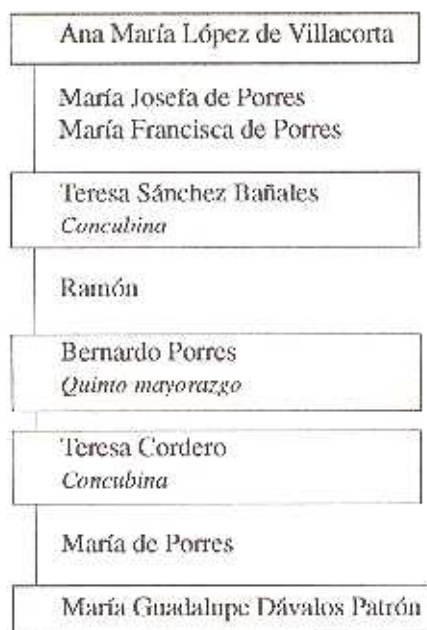 Ana María López de Villacorta
María Josefa de Porres
María Francisca de Porres
Teresa Sánchez Bañales
Concubina
Ramón
Bernardo Porres
Quinto mayorazgo
Teresa Cordero
Concubina
María de Porres
María Guadalupe Dávalos Patrón